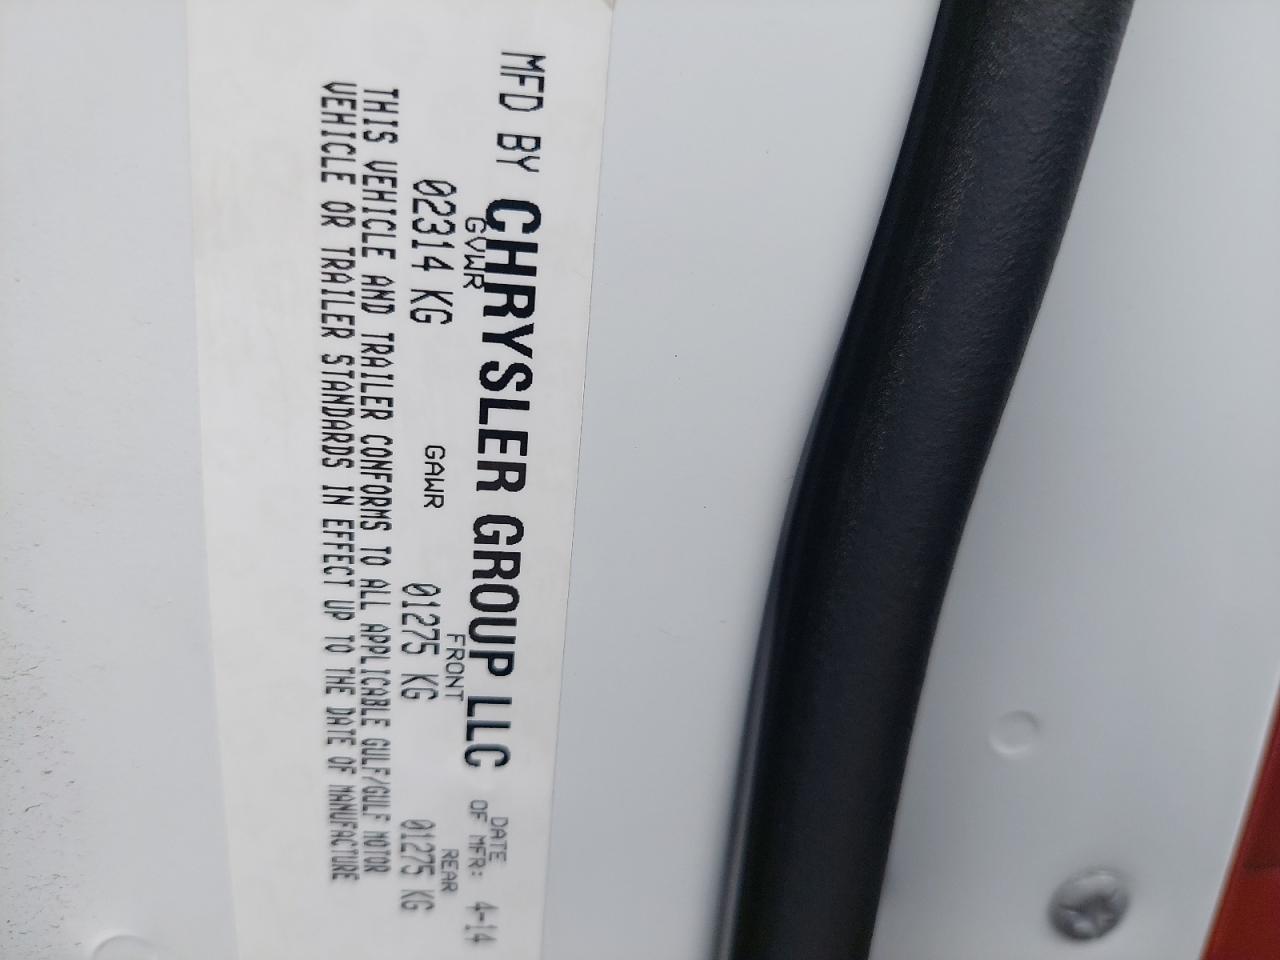 MFD BY CHRYSLER GROUP LLC DATE OF MFR: 4-14
GVWR FRONT REAR
02314 KG GAWR 01275 KG 01275 KG
THIS VEHICLE AND TRAILER CONFORMS TO ALL APPLICABLE GULF/GULF MOTOR
VEHICLE OR TRAILER STANDARDS IN EFFECT UP TO THE DATE OF MANUFACTURE